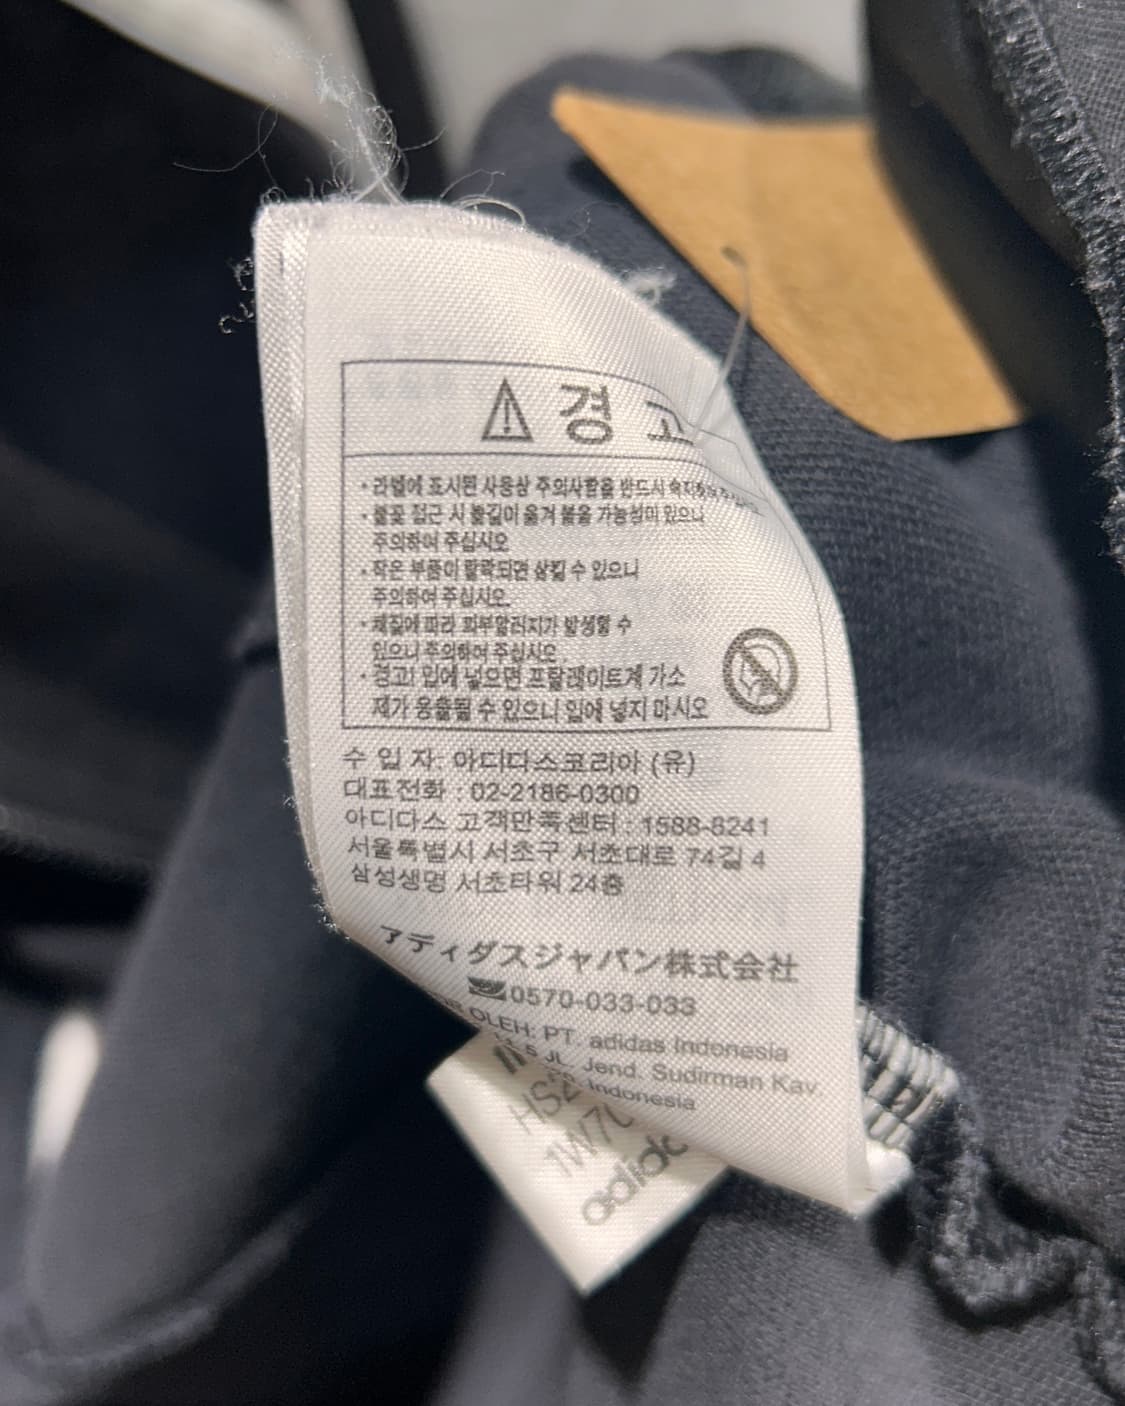 경 고
• 라벨에 표시된 사용상 주의사항을 반드시
• 불꽃 접근 시 불길이 옮겨 붙을 가능성이 있으니
주의하여 주십시오
• 작은 부품이 탈락되면 삼킬 수 있으니
주의하여 주십시오.
• 체질에 따라 피부알러지가 발생할 수
있으니 주의하여 주십시오.
• 경고! 입에 넣으면 프탈레이트계 가소
제가 용출될 수 있으니 입에 넣지 마시오
수 입 자: 아디다스코리아 (유)
대표전화 : 02-2186-0300
아디다스 고객만족센터 : 1588-8241
서울특별시 서초구 서초대로 74길 4
삼성생명 서초타워 24층
アディダスジャパン株式会社
0570-033-033
OLEH: PT. adidas Indonesia
JL. Jend. Sudirman Kav.
Indonesia
adidas